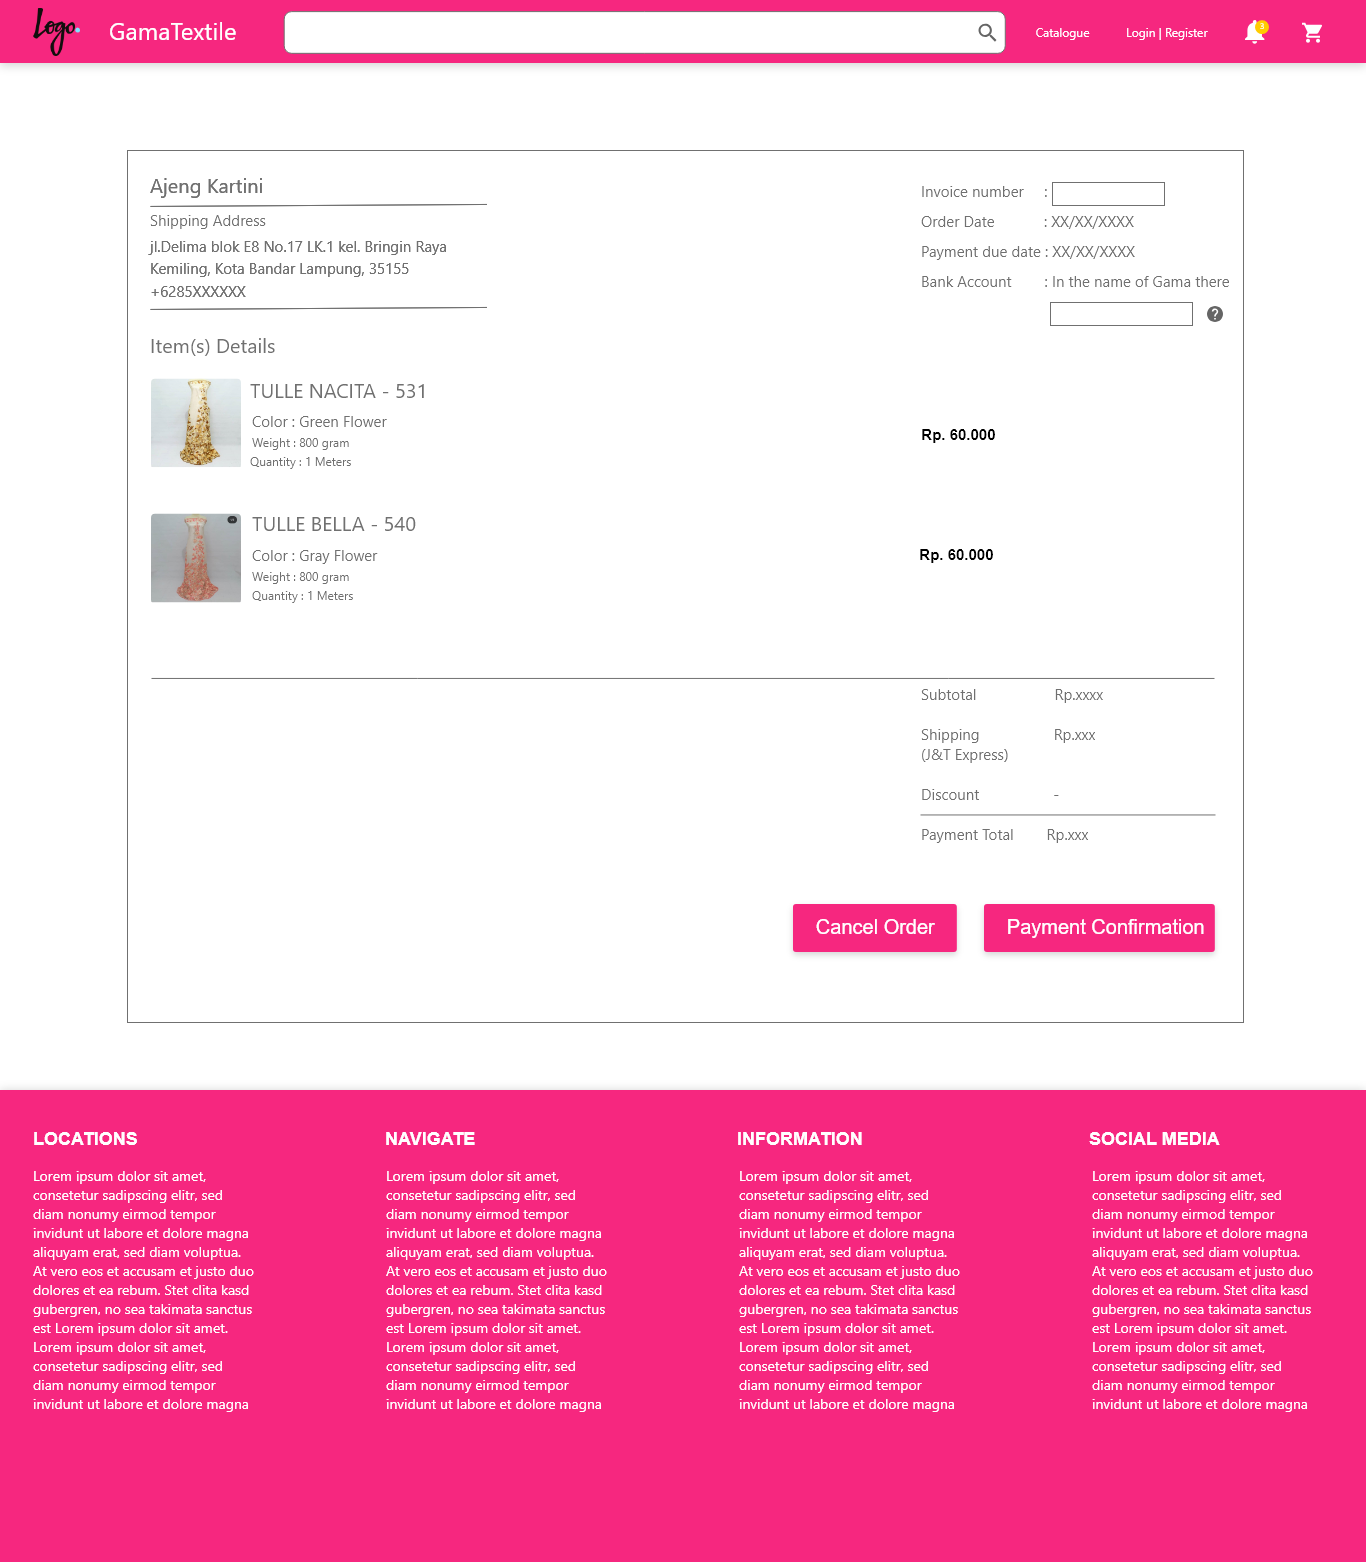 Logo.
GamaTextile
Catalogue
Login | Register
3
Ajeng Kartini
Shipping Address
jl.Delima blok E8 No.17 LK.1 kel. Bringin Raya
Kemiling, Kota Bandar Lampung, 35155
+6285XXXXXX
Invoice number :
Order Date : XX/XX/XXXX
Payment due date : XX/XX/XXXX
Bank Account : In the name of Gama there
?
Item(s) Details
TULLE NACITA - 531
Color : Green Flower
Weight : 800 gram
Quantity : 1 Meters
Rp. 60.000
TULLE BELLA - 540
Color : Gray Flower
Weight : 800 gram
Quantity : 1 Meters
Rp. 60.000
Subtotal Rp.xxxx
Shipping Rp.xxx
(J&T Express)
Discount -
Payment Total Rp.xxx
Cancel Order
Payment Confirmation
LOCATIONS
Lorem ipsum dolor sit amet,
consetetur sadipscing elitr, sed
diam nonumy eirmod tempor
invidunt ut labore et dolore magna
aliquyam erat, sed diam voluptua.
At vero eos et accusam et justo duo
dolores et ea rebum. Stet clita kasd
gubergren, no sea takimata sanctus
est Lorem ipsum dolor sit amet.
Lorem ipsum dolor sit amet,
consetetur sadipscing elitr, sed
diam nonumy eirmod tempor
invidunt ut labore et dolore magna
NAVIGATE
Lorem ipsum dolor sit amet,
consetetur sadipscing elitr, sed
diam nonumy eirmod tempor
invidunt ut labore et dolore magna
aliquyam erat, sed diam voluptua.
At vero eos et accusam et justo duo
dolores et ea rebum. Stet clita kasd
gubergren, no sea takimata sanctus
est Lorem ipsum dolor sit amet.
Lorem ipsum dolor sit amet,
consetetur sadipscing elitr, sed
diam nonumy eirmod tempor
invidunt ut labore et dolore magna
INFORMATION
Lorem ipsum dolor sit amet,
consetetur sadipscing elitr, sed
diam nonumy eirmod tempor
invidunt ut labore et dolore magna
aliquyam erat, sed diam voluptua.
At vero eos et accusam et justo duo
dolores et ea rebum. Stet clita kasd
gubergren, no sea takimata sanctus
est Lorem ipsum dolor sit amet.
Lorem ipsum dolor sit amet,
consetetur sadipscing elitr, sed
diam nonumy eirmod tempor
invidunt ut labore et dolore magna
SOCIAL MEDIA
Lorem ipsum dolor sit amet,
consetetur sadipscing elitr, sed
diam nonumy eirmod tempor
invidunt ut labore et dolore magna
aliquyam erat, sed diam voluptua.
At vero eos et accusam et justo duo
dolores et ea rebum. Stet clita kasd
gubergren, no sea takimata sanctus
est Lorem ipsum dolor sit amet.
Lorem ipsum dolor sit amet,
consetetur sadipscing elitr, sed
diam nonumy eirmod tempor
invidunt ut labore et dolore magna